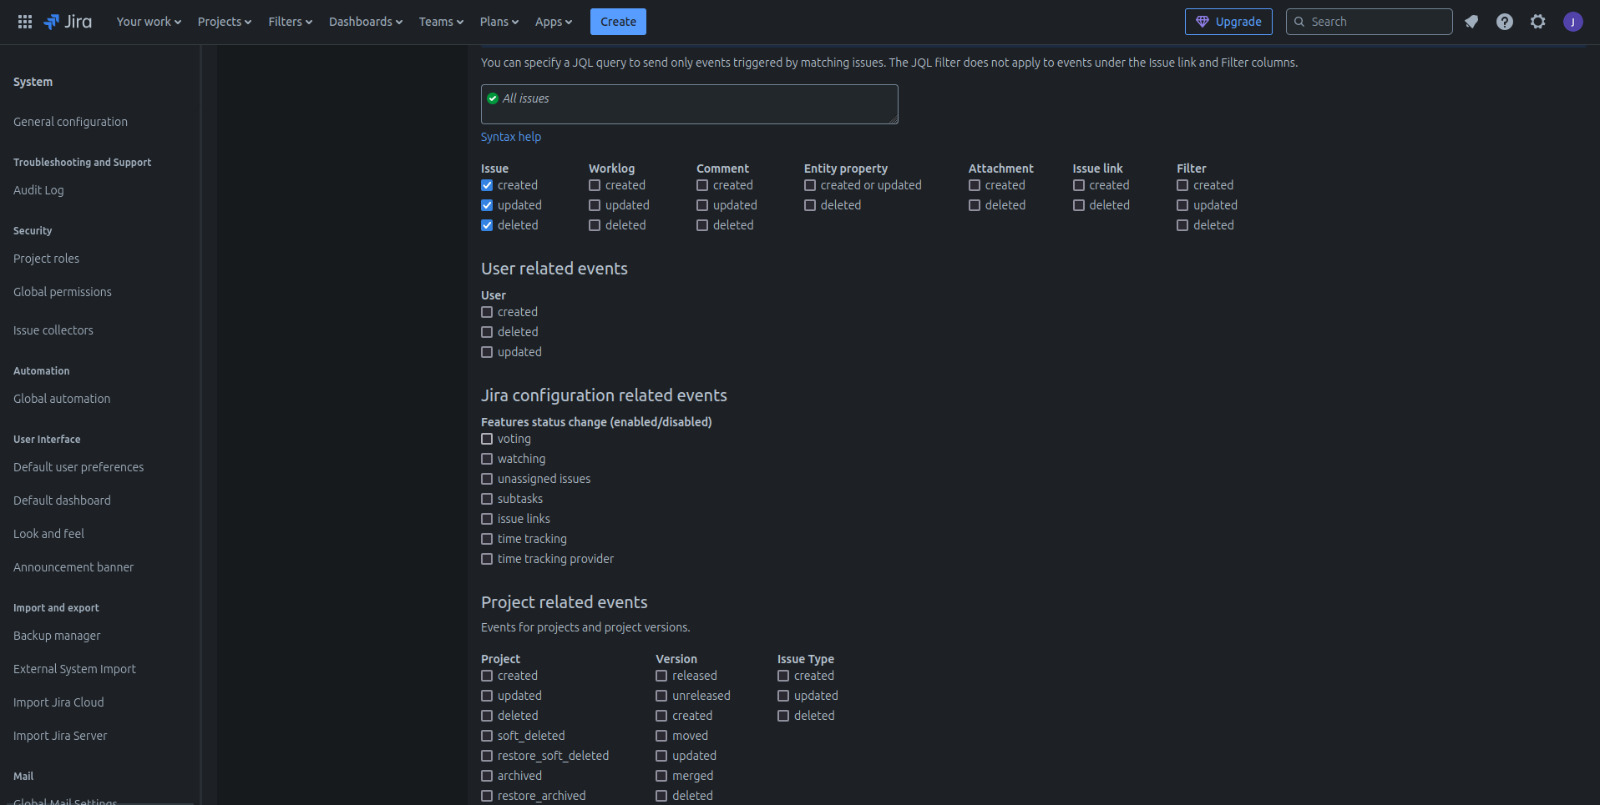 Jira
Your work
Projects
Filters
Dashboards
Teams
Plans
Apps
Create
Upgrade
Search
J
System
General configuration
Troubleshooting and Support
Audit Log
Security
Project roles
Global permissions
Issue collectors
Automation
Global automation
User Interface
Default user preferences
Default dashboard
Look and feel
Announcement banner
Import and export
Backup manager
External System Import
Import Jira Cloud
Import Jira Server
Mail
Global Mail Settings
You can specify a JQL query to send only events triggered by matching issues. The JQL filter does not apply to events under the Issue link and Filter columns.
All issues
Syntax help
Issue
created
updated
deleted
Worklog
created
updated
deleted
Comment
created
updated
deleted
Entity property
created or updated
deleted
Attachment
created
deleted
Issue link
created
deleted
Filter
created
updated
deleted
User related events
User
created
deleted
updated
Jira configuration related events
Features status change (enabled/disabled)
voting
watching
unassigned issues
subtasks
issue links
time tracking
time tracking provider
Project related events
Events for projects and project versions.
Project
created
updated
deleted
soft_deleted
restore_soft_deleted
archived
restore_archived
Version
released
unreleased
created
moved
updated
merged
deleted
Issue Type
created
updated
deleted